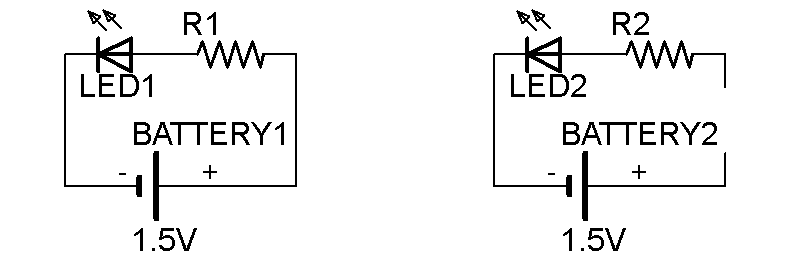 R1
LED1
BATTERY1
- +
1.5V
R2
LED2
BATTERY2
- +
1.5V